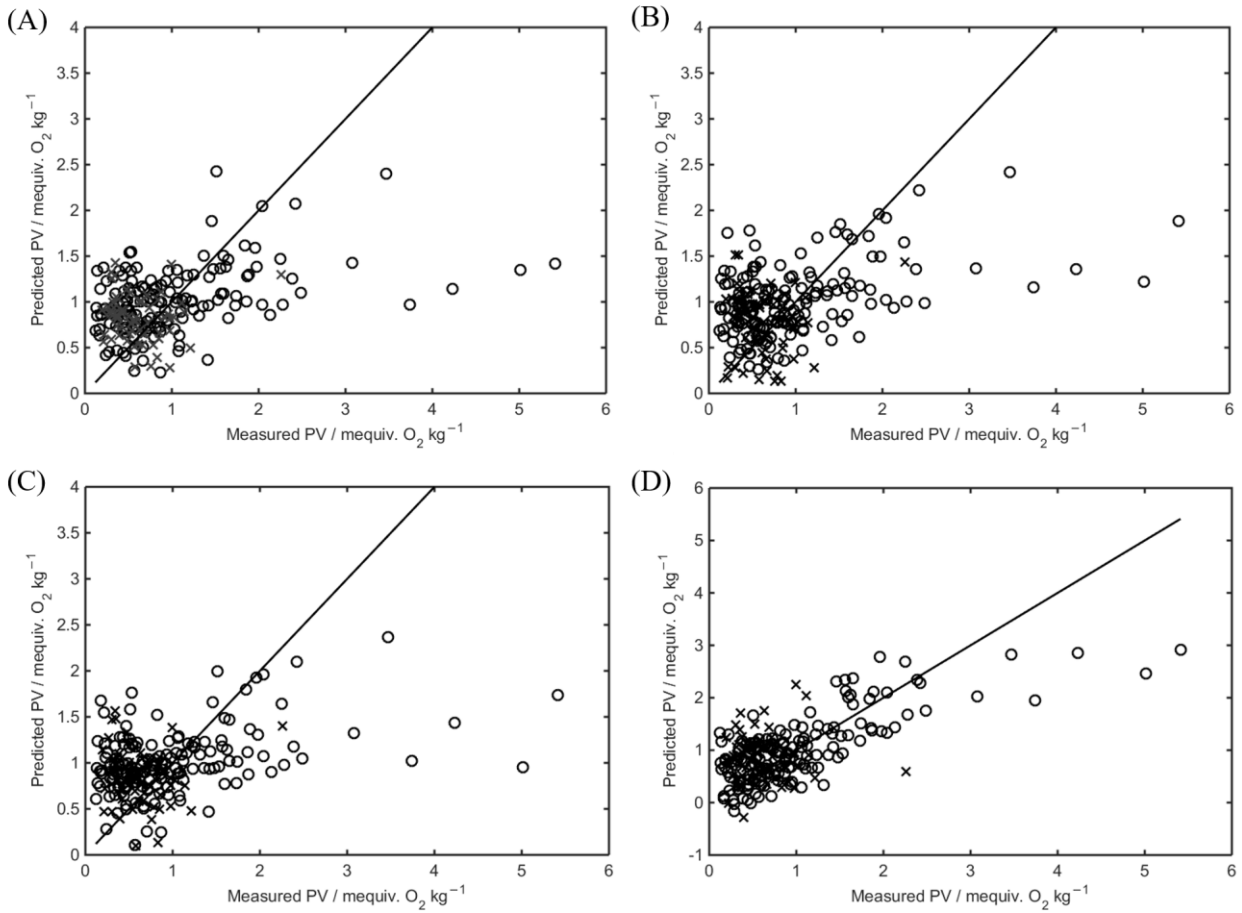 (A)
4
3.5
3
2.5
2
1.5
1
0.5
0
Predicted PV / mequiv. O₂ kg⁻¹
0 1 2 3 4 5 6
Measured PV / mequiv. O₂ kg⁻¹
(B)
4
3.5
3
2.5
2
1.5
1
0.5
0
Predicted PV / mequiv. O₂ kg⁻¹
0 1 2 3 4 5 6
Measured PV / mequiv. O₂ kg⁻¹
(C)
4
3.5
3
2.5
2
1.5
1
0.5
0
Predicted PV / mequiv. O₂ kg⁻¹
0 1 2 3 4 5 6
Measured PV / mequiv. O₂ kg⁻¹
(D)
6
5
4
3
2
1
0
-1
Predicted PV / mequiv. O₂ kg⁻¹
0 1 2 3 4 5 6
Measured PV / mequiv. O₂ kg⁻¹